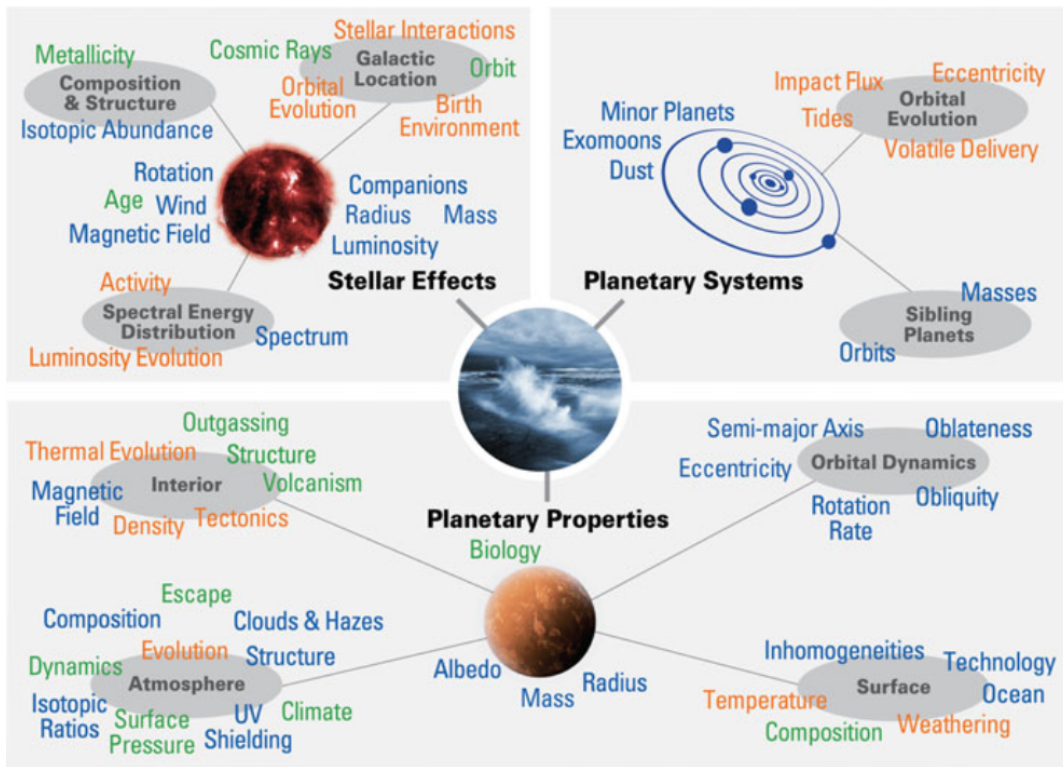 Stellar Interactions
Cosmic Rays
Galactic
Location
Orbit
Orbital
Evolution
Birth
Environment
Metallicity
Composition
& Structure
Isotopic Abundance
Rotation
Age
Wind
Magnetic Field
Companions
Radius
Mass
Luminosity
Stellar Effects
Activity
Spectral Energy
Distribution
Spectrum
Luminosity Evolution
Minor Planets
Exomoons
Dust
Impact Flux
Eccentricity
Orbital
Evolution
Tides
Volatile Delivery
Planetary Systems
Masses
Sibling
Planets
Orbits
Outgassing
Thermal Evolution
Structure
Interior
Volcanism
Magnetic
Field
Density
Tectonics
Planetary Properties
Biology
Semi-major Axis
Oblateness
Eccentricity
Orbital Dynamics
Rotation
Rate
Obliquity
Escape
Composition
Clouds & Hazes
Evolution
Structure
Dynamics
Atmosphere
Isotopic
Ratios
Surface
Pressure
UV
Shielding
Climate
Albedo
Mass
Radius
Inhomogeneities
Technology
Surface
Ocean
Temperature
Weathering
Composition